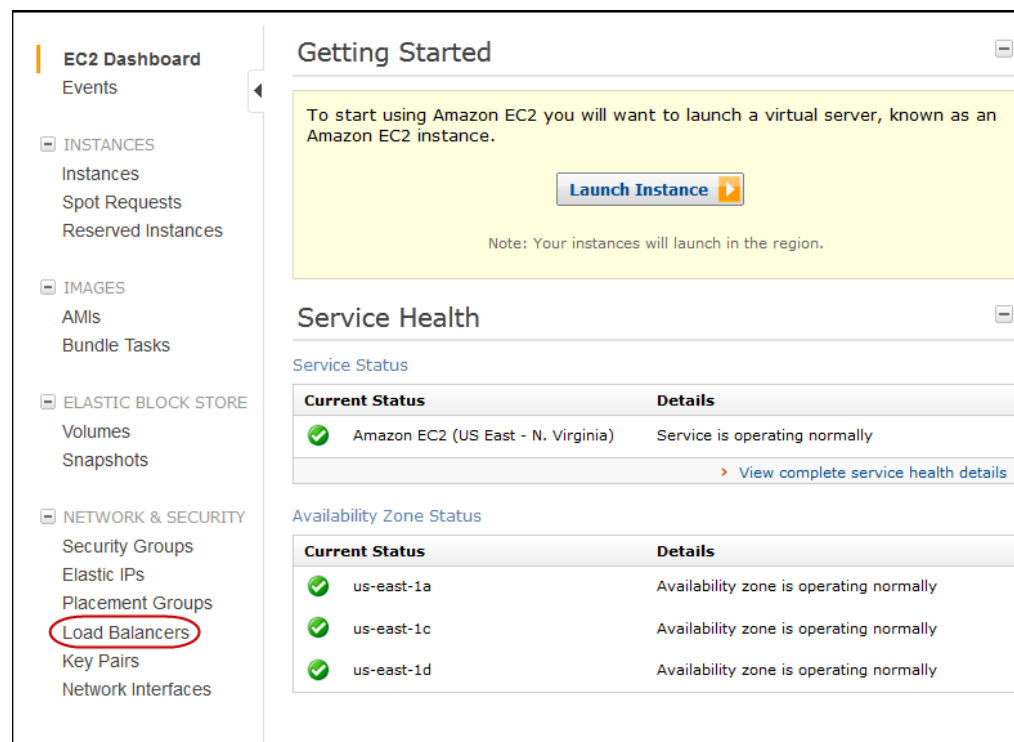 EC2 Dashboard
Events
INSTANCES
Instances
Spot Requests
Reserved Instances
IMAGES
AMIs
Bundle Tasks
ELASTIC BLOCK STORE
Volumes
Snapshots
NETWORK & SECURITY
Security Groups
Elastic IPs
Placement Groups
Load Balancers
Key Pairs
Network Interfaces
Getting Started
To start using Amazon EC2 you will want to launch a virtual server, known as an
Amazon EC2 instance.
Launch Instance
Note: Your instances will launch in the region.
Service Health
Service Status
Current Status Details
Amazon EC2 (US East - N. Virginia) Service is operating normally
View complete service health details
Availability Zone Status
Current Status Details
us-east-1a Availability zone is operating normally
us-east-1c Availability zone is operating normally
us-east-1d Availability zone is operating normally